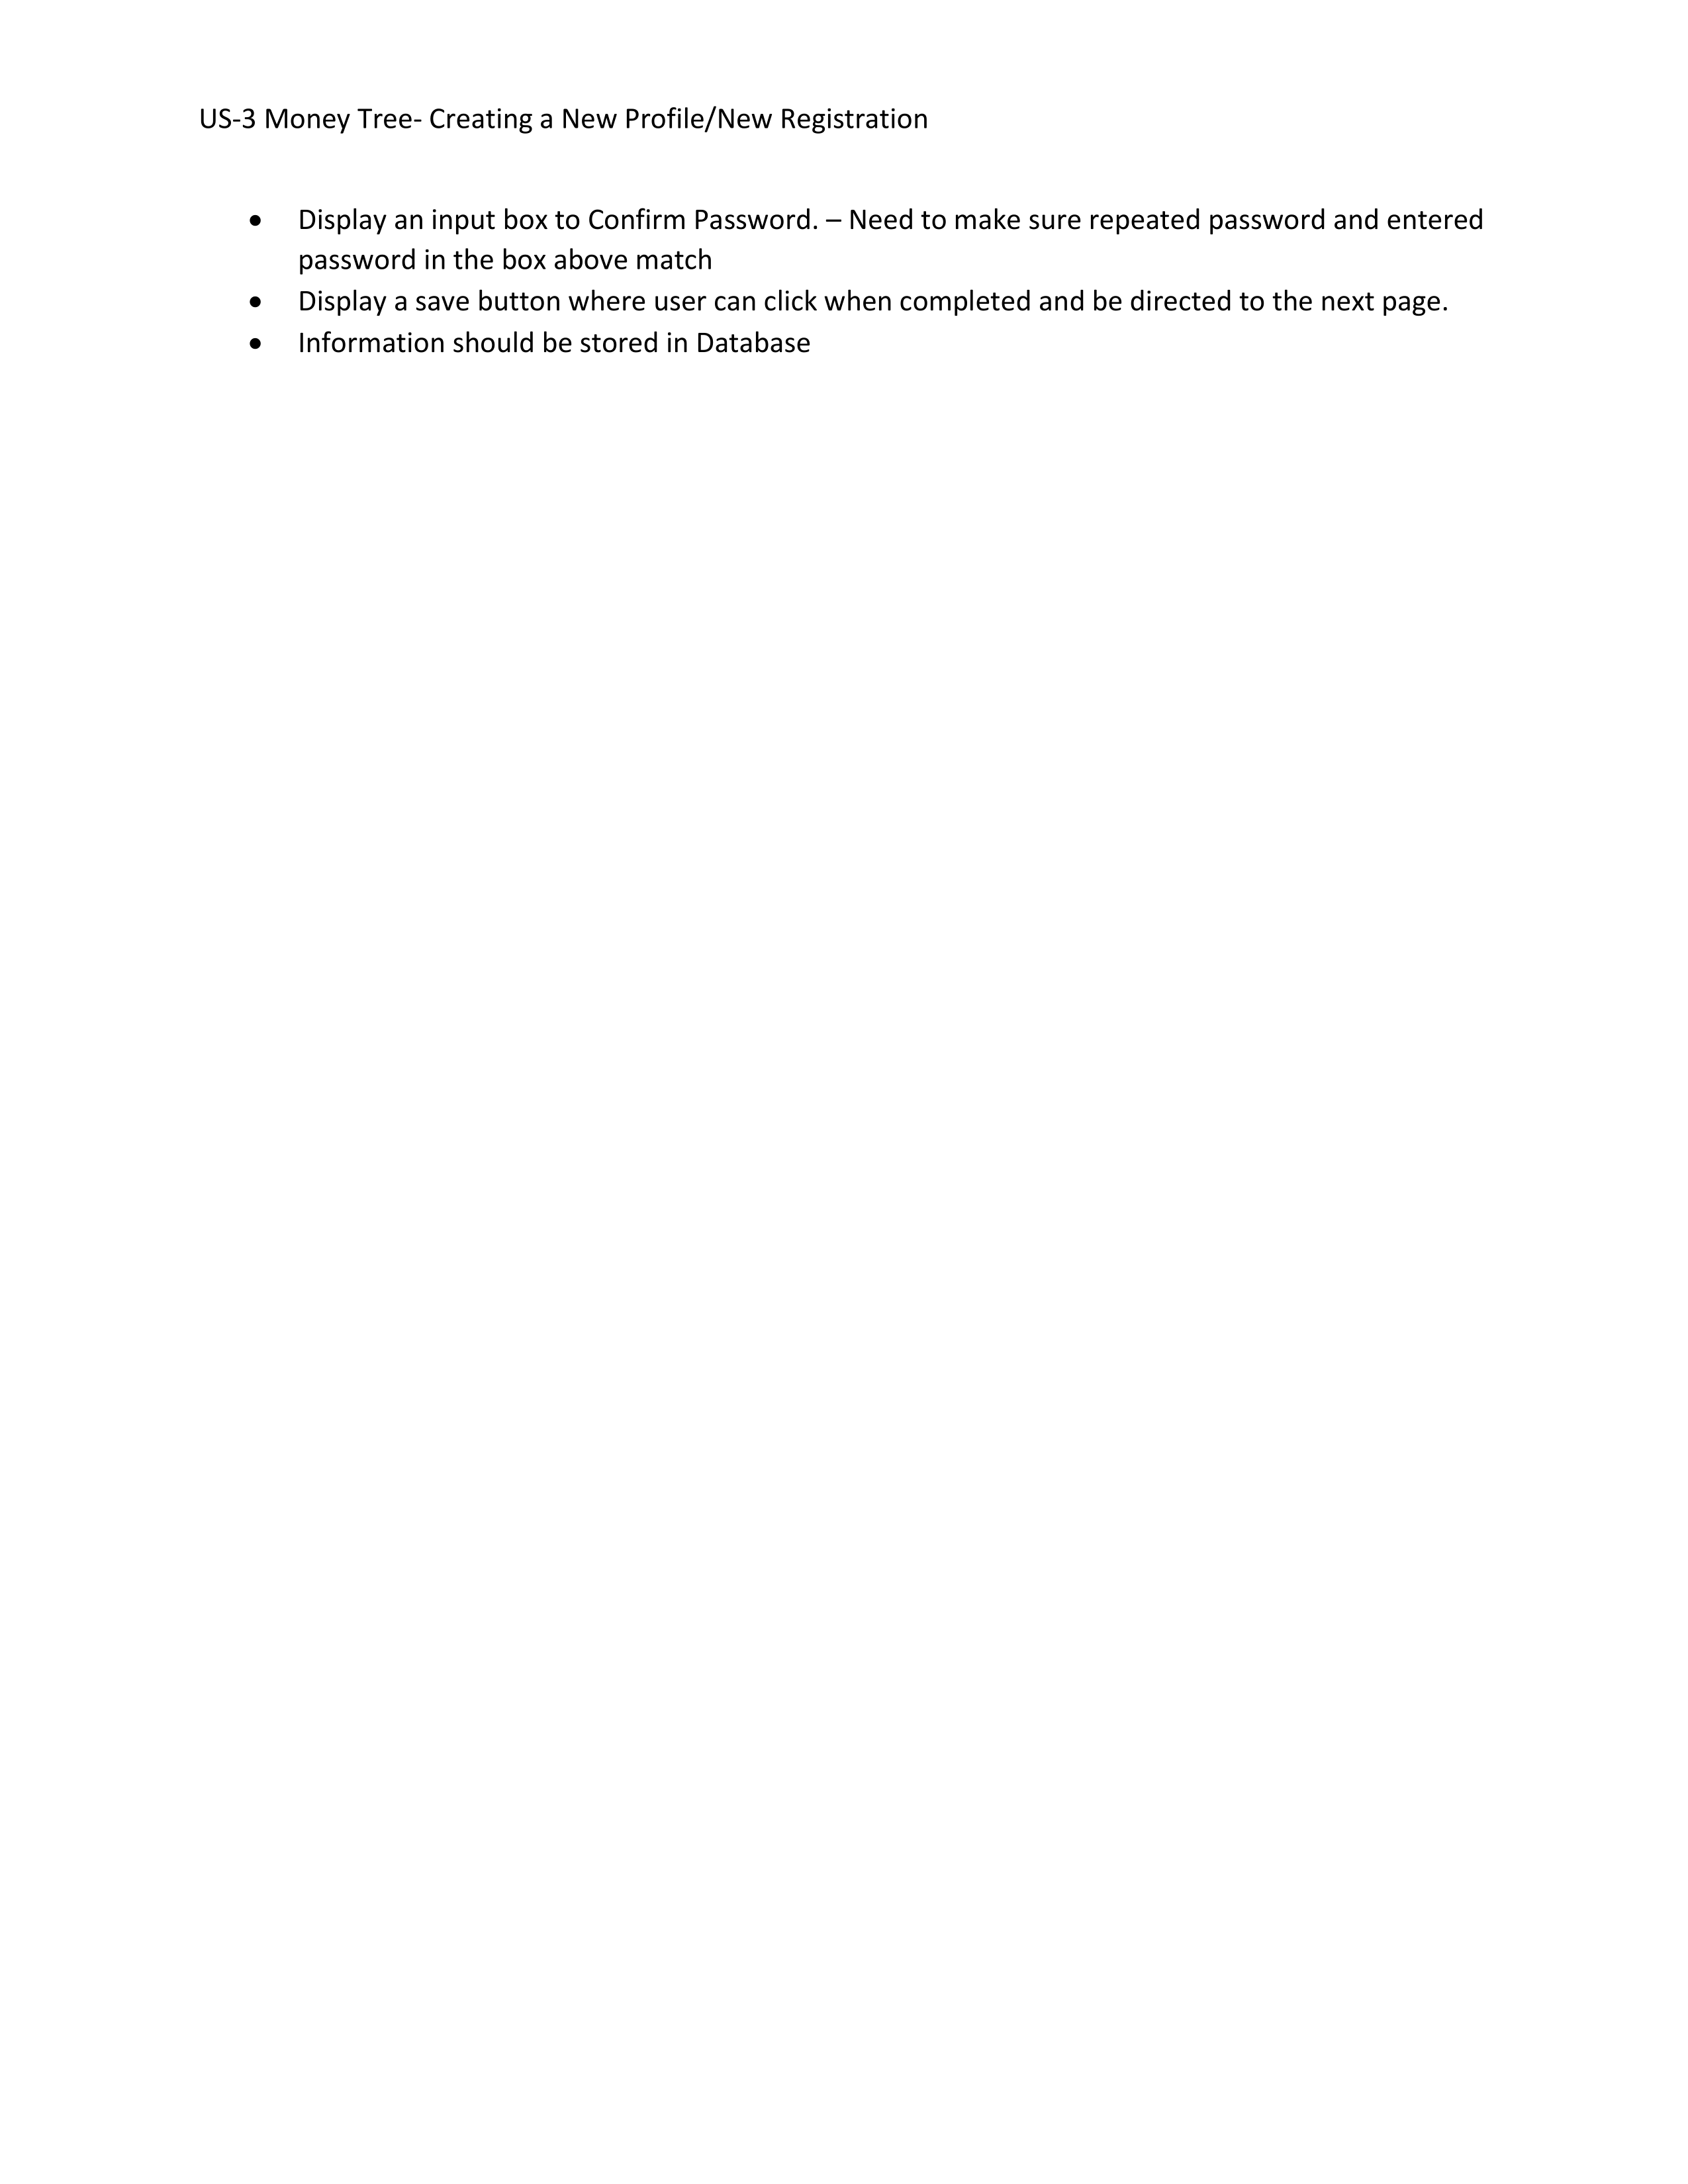 US-3 Money Tree- Creating a New Profile/New Registration
• Display an input box to Confirm Password. – Need to make sure repeated password and entered
password in the box above match
• Display a save button where user can click when completed and be directed to the next page.
• Information should be stored in Database